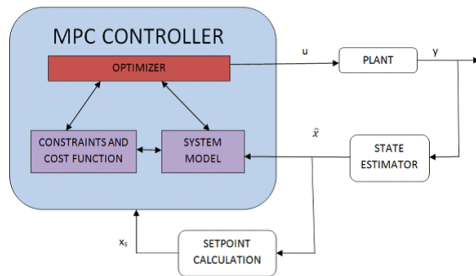 MPC CONTROLLER
OPTIMIZER
u
PLANT
y
CONSTRAINTS AND
COST FUNCTION
SYSTEM
MODEL
x̂
STATE
ESTIMATOR
xₛ
SETPOINT
CALCULATION